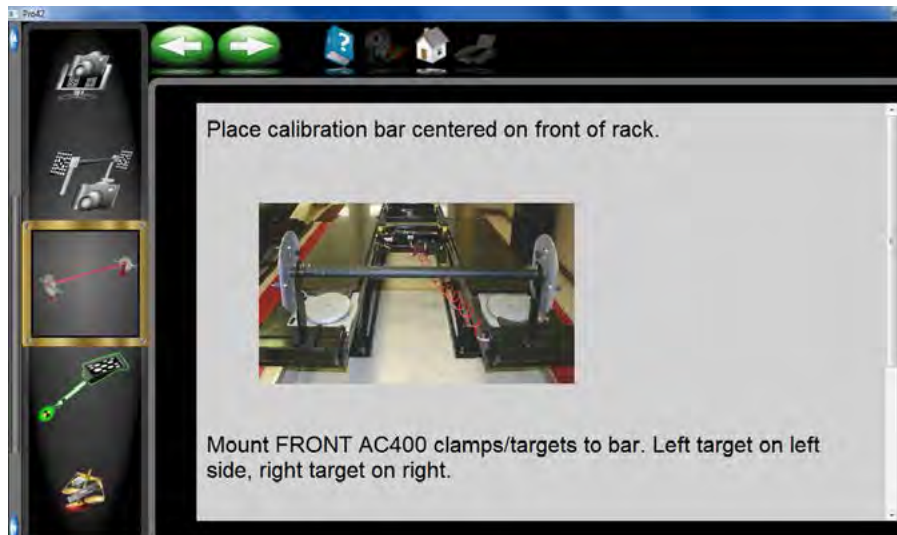 Pro42
Place calibration bar centered on front of rack.
Mount FRONT AC400 clamps/targets to bar. Left target on left
side, right target on right.